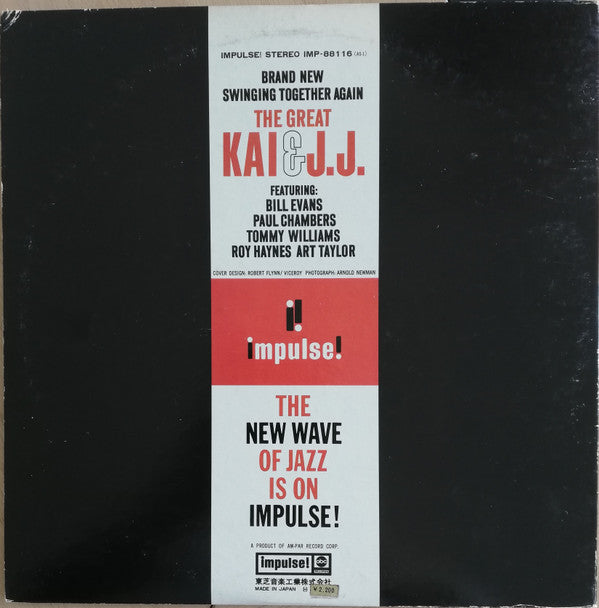 IMPULSE! STEREO IMP-88116 (AS-1)
BRAND NEW
SWINGING TOGETHER AGAIN
THE GREAT
KAI & J.J.
FEATURING:
BILL EVANS
PAUL CHAMBERS
TOMMY WILLIAMS
ROY HAYNES ART TAYLOR
COVER DESIGN: ROBERT FLYNN/VICEROY PHOTOGRAPH: ARNOLD NEWMAN
i!
impulse!
THE
NEW WAVE
OF JAZZ
IS ON
IMPULSE!
A PRODUCT OF AM-PAR RECORD CORP.
impulse! abc
東芝音楽工業株式会社
MADE IN JAPAN
¥2,200